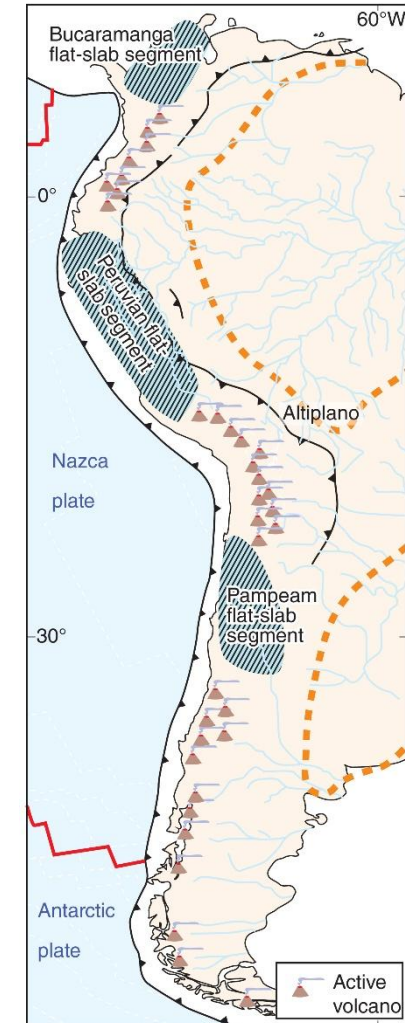 60°W
Bucaramanga
flat-slab segment
0°
Peruvian flat-
slab segment
Altiplano
Nazca
plate
Pampeam
flat-slab
segment
30°
Antarctic
plate
Active
volcano